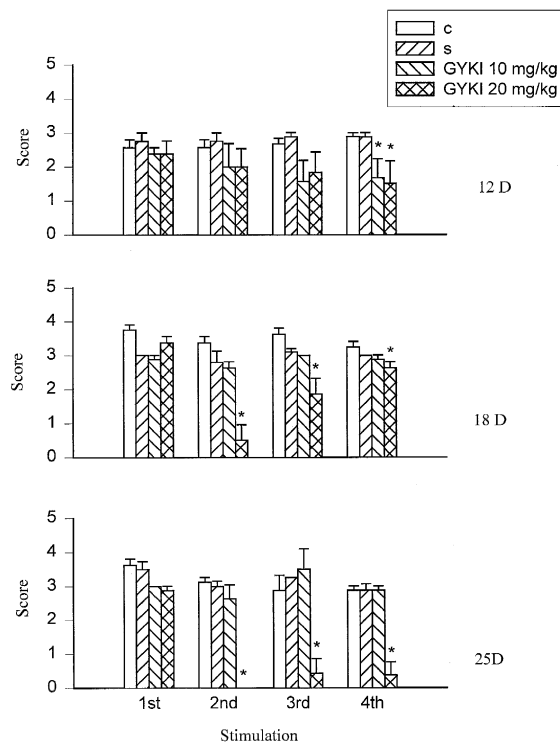 c
s
GYKI 10 mg/kg
GYKI 20 mg/kg
5
4
3
2
1
0
Score
* *
12 D
5
4
3
2
1
0
Score
* * *
18 D
5
4
3
2
1
0
Score
* * *
25D
1st 2nd 3rd 4th
Stimulation